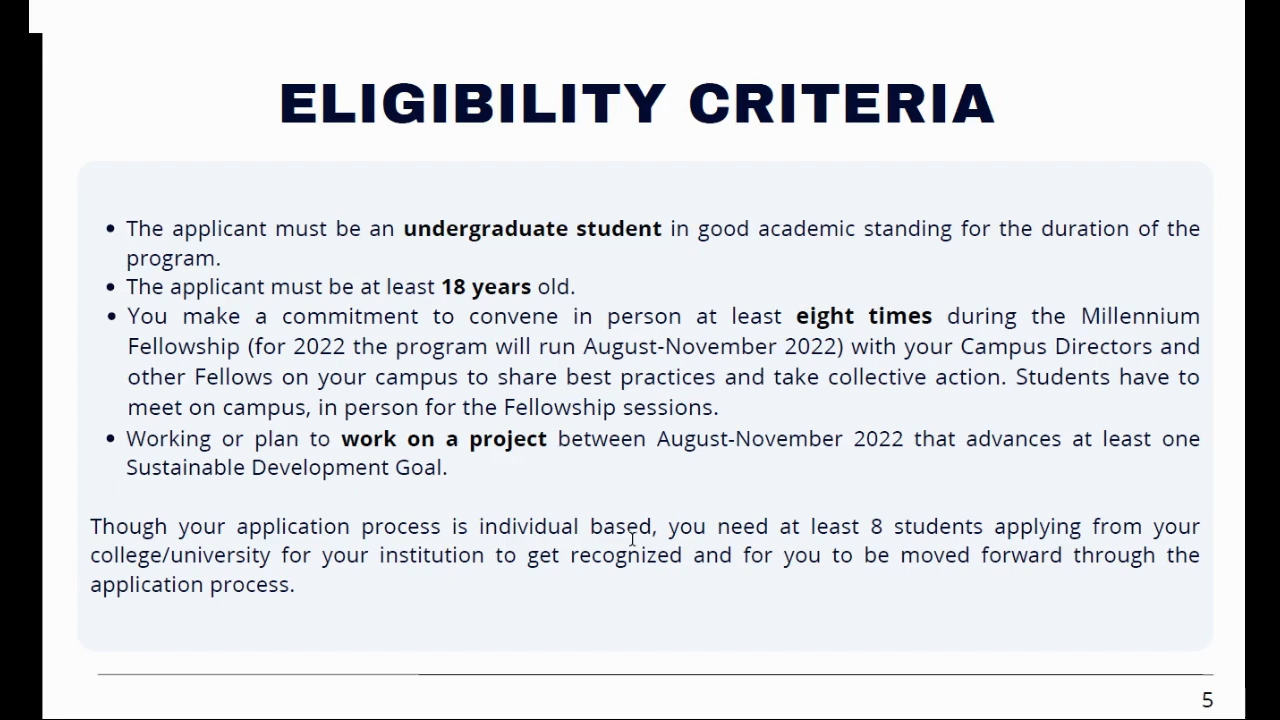 ELIGIBILITY CRITERIA
• The applicant must be an undergraduate student in good academic standing for the duration of the
program.
• The applicant must be at least 18 years old.
• You make a commitment to convene in person at least eight times during the Millennium
Fellowship (for 2022 the program will run August-November 2022) with your Campus Directors and
other Fellows on your campus to share best practices and take collective action. Students have to
meet on campus, in person for the Fellowship sessions.
• Working or plan to work on a project between August-November 2022 that advances at least one
Sustainable Development Goal.
Though your application process is individual based, you need at least 8 students applying from your
college/university for your institution to get recognized and for you to be moved forward through the
application process.
5